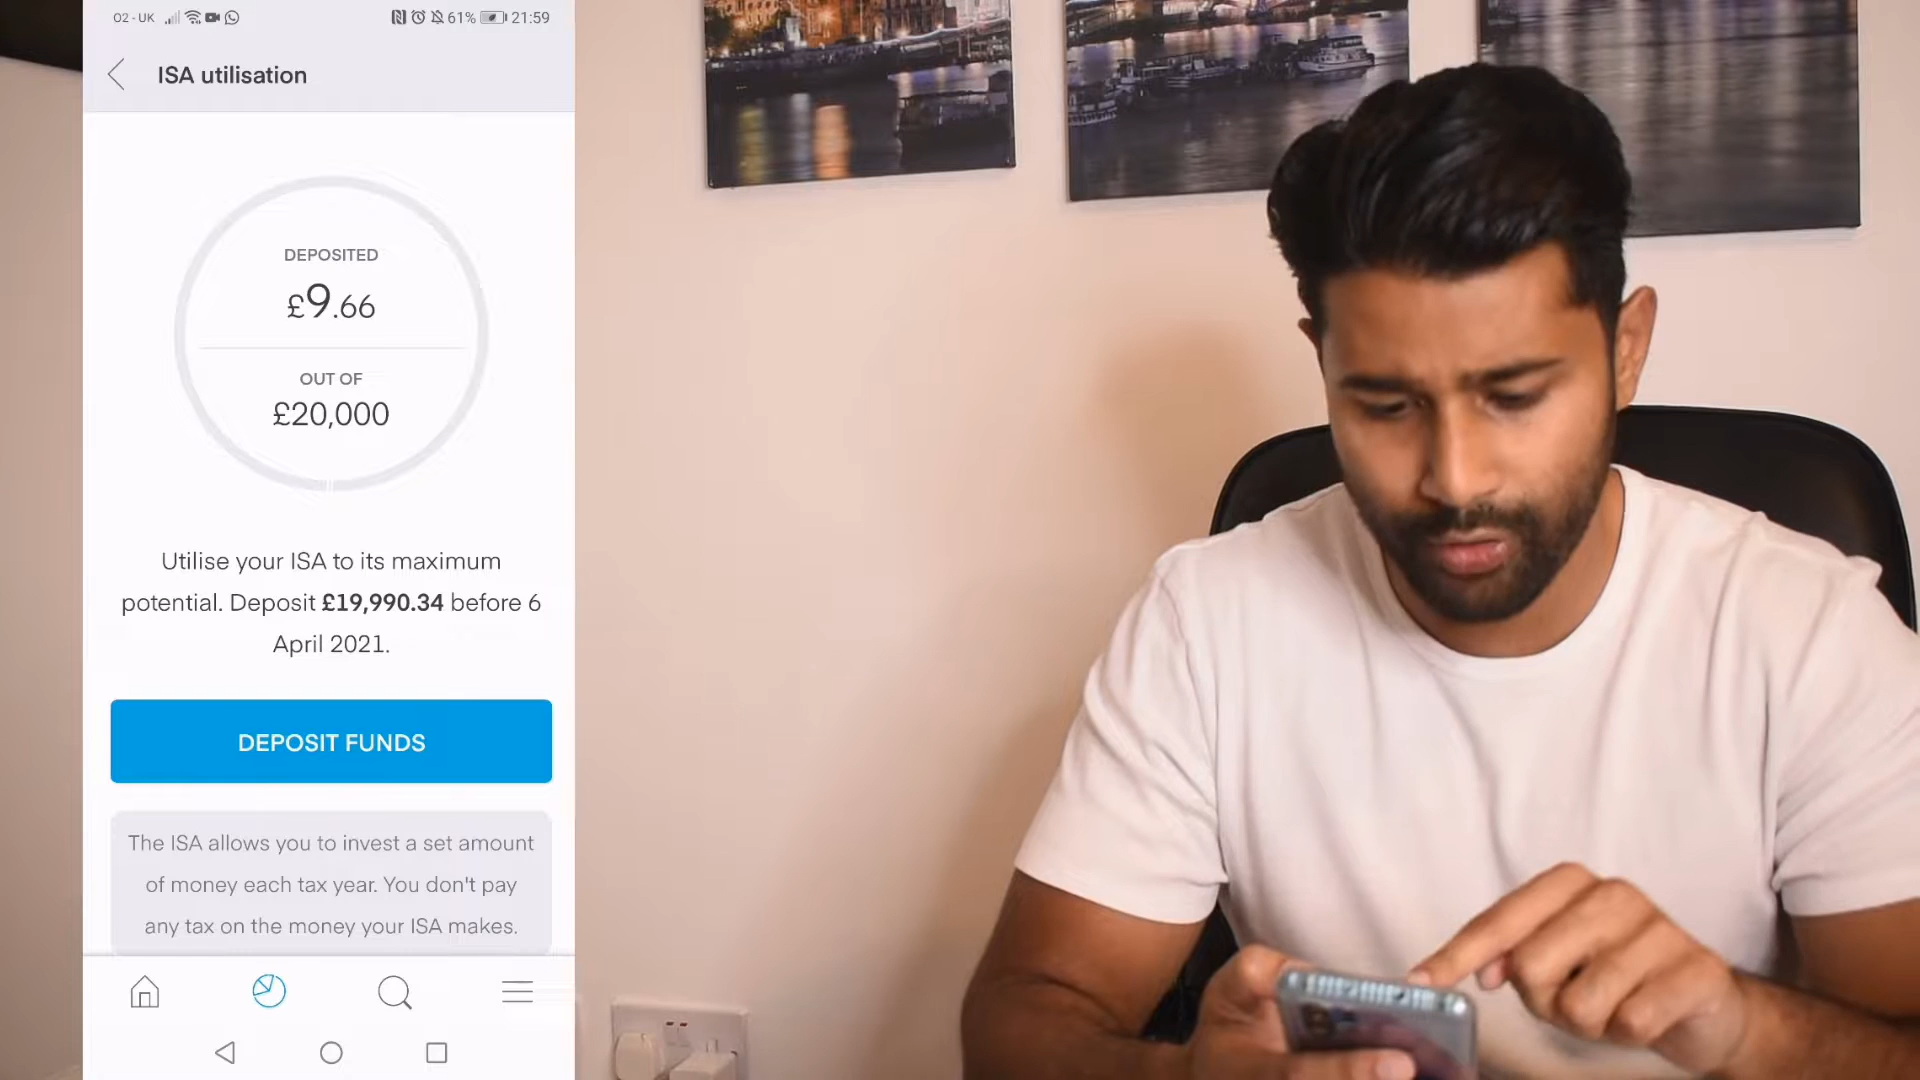 O2 - UK 61% 21:59
ISA utilisation
DEPOSITED
£9.66
OUT OF
£20,000
Utilise your ISA to its maximum
potential. Deposit £19,990.34 before 6
April 2021.
DEPOSIT FUNDS
The ISA allows you to invest a set amount
of money each tax year. You don't pay
any tax on the money your ISA makes.